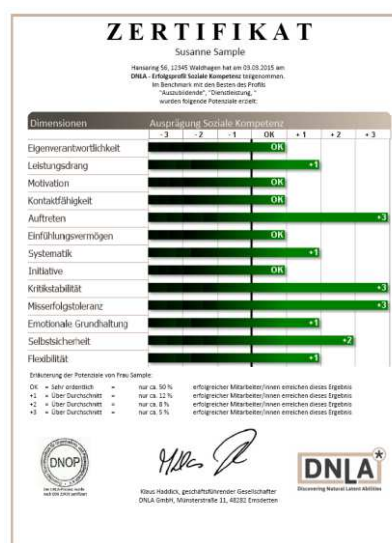 ZERTIFIKAT
Susanne Sample
Hansaring 56, 12345 Waldhagen hat am 03.03.2015 am
DNLA - Erfolgsprofil Soziale Kompetenz teilgenommen.
Im Benchmark mit den Besten des Profils
"Auszubildende", "Dienstleistung, "
wurden folgende Potenziale erzielt:
Dimensionen Ausprägung Soziale Kompetenz
- 3 - 2 - 1 OK + 1 + 2 + 3
Eigenverantwortlichkeit OK
Leistungsdrang +1
Motivation OK
Kontaktfähigkeit OK
Auftreten +3
Einfühlungsvermögen OK
Systematik +1
Initiative OK
Kritikstabilität +3
Misserfolgstoleranz +3
Emotionale Grundhaltung +1
Selbstsicherheit +2
Flexibilität +1
Erläuterung der Potenziale von Frau Sample:
OK = Sehr ordentlich = nur ca. 50 % erfolgreicher Mitarbeiter/innen erreichen dieses Ergebnis
+1 = Über Durchschnitt = nur ca. 12 % erfolgreicher Mitarbeiter/innen erreichen dieses Ergebnis
+2 = Über Durchschnitt = nur ca. 8 % erfolgreicher Mitarbeiter/innen erreichen dieses Ergebnis
+3 = Über Durchschnitt = nur ca. 5 % erfolgreicher Mitarbeiter/innen erreichen dieses Ergebnis
DNOP
DNLA
Discovering Natural Latent Abilities
Klaus Haddick, geschäftsführender Gesellschafter
DNLA GmbH, Münsterstraße 11, 48282 Emsdetten